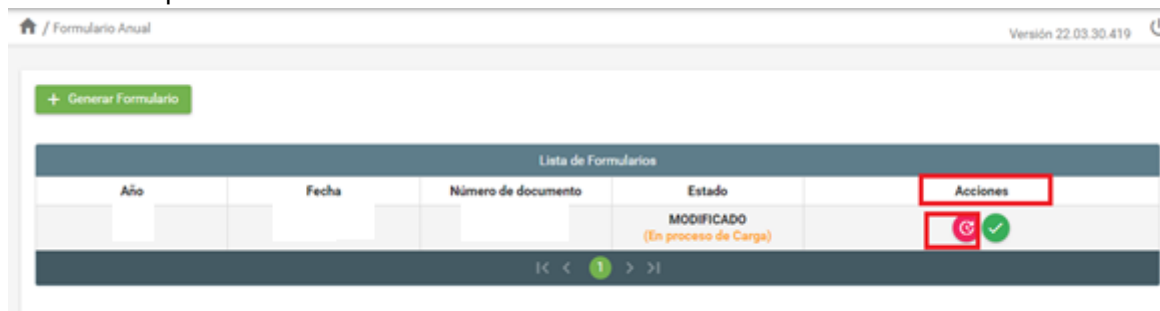 / Formulario Anual
Versión 22.03.30.419
+ Generar Formulario
Lista de Formularios
Año Fecha Número de documento Estado Acciones
MODIFICADO
(En proceso de Carga)
|< < 1 > >|